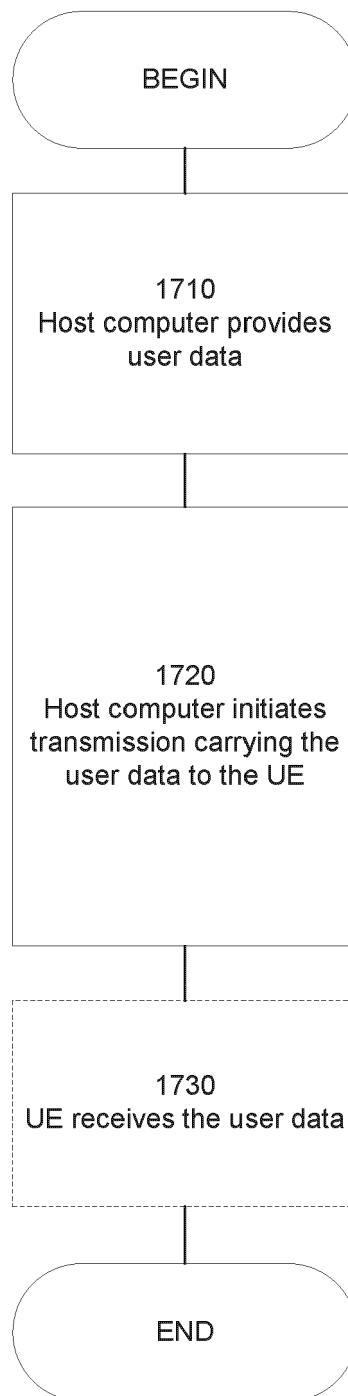 BEGIN
1710
Host computer provides
user data
1720
Host computer initiates
transmission carrying the
user data to the UE
1730
UE receives the user data
END